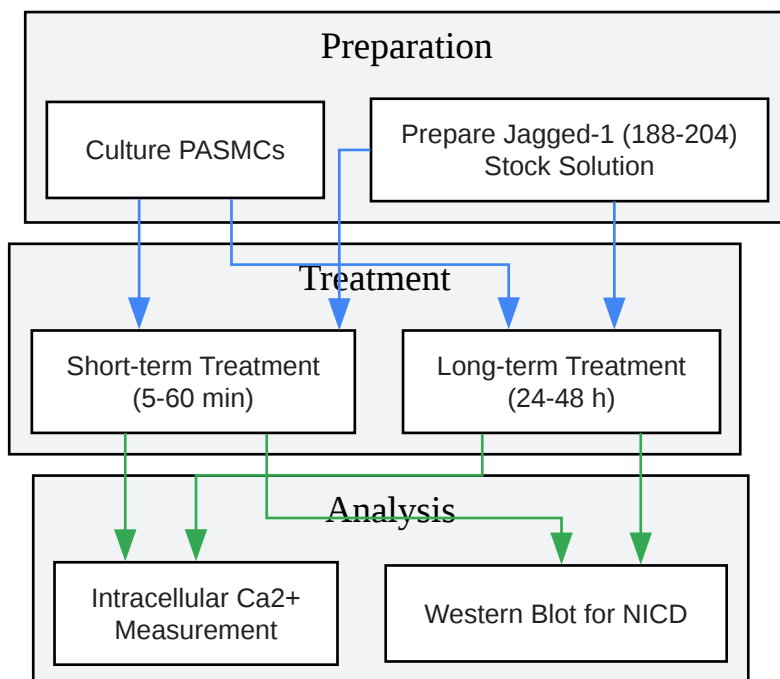 Preparation
Culture PASMCs
Prepare Jagged-1 (188-204)
Stock Solution
Treatment
Short-term Treatment
(5-60 min)
Long-term Treatment
(24-48 h)
Analysis
Intracellular Ca2+
Measurement
Western Blot for NICD